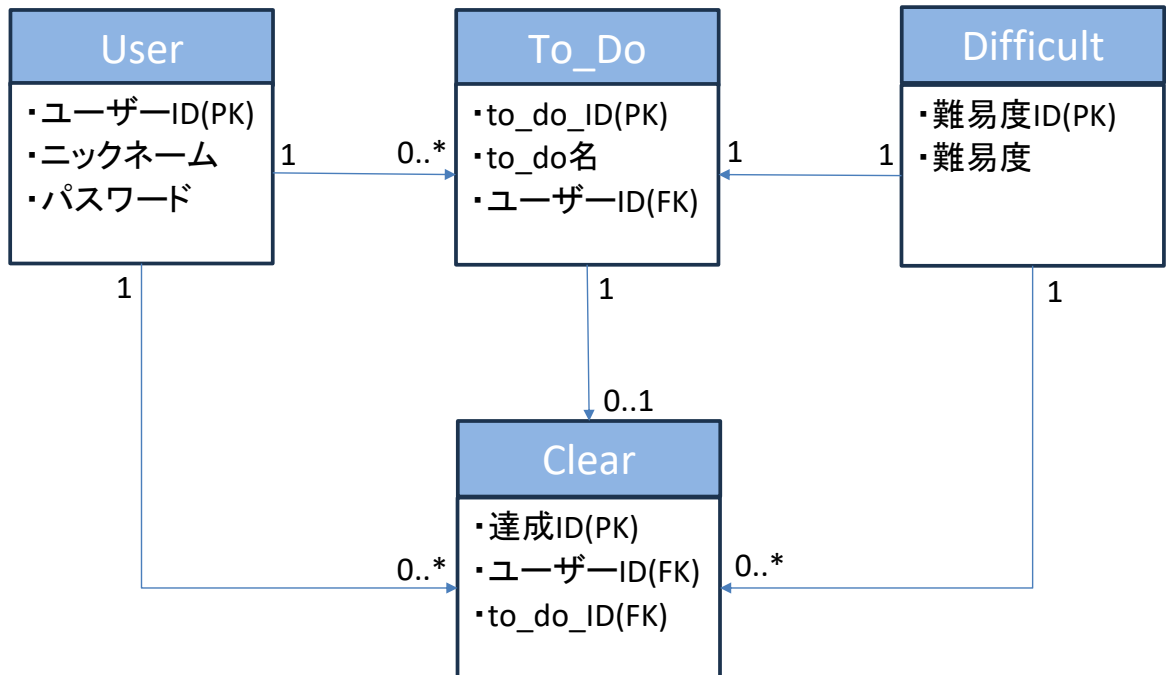 User
・ユーザーID(PK)
・ニックネーム
・パスワード
1
0..*
To_Do
・to_do_ID(PK)
・to_do名
・ユーザーID(FK)
1
1
Difficult
・難易度ID(PK)
・難易度
1
1
1
0..1
Clear
・達成ID(PK)
・ユーザーID(FK)
・to_do_ID(FK)
0..*
0..*